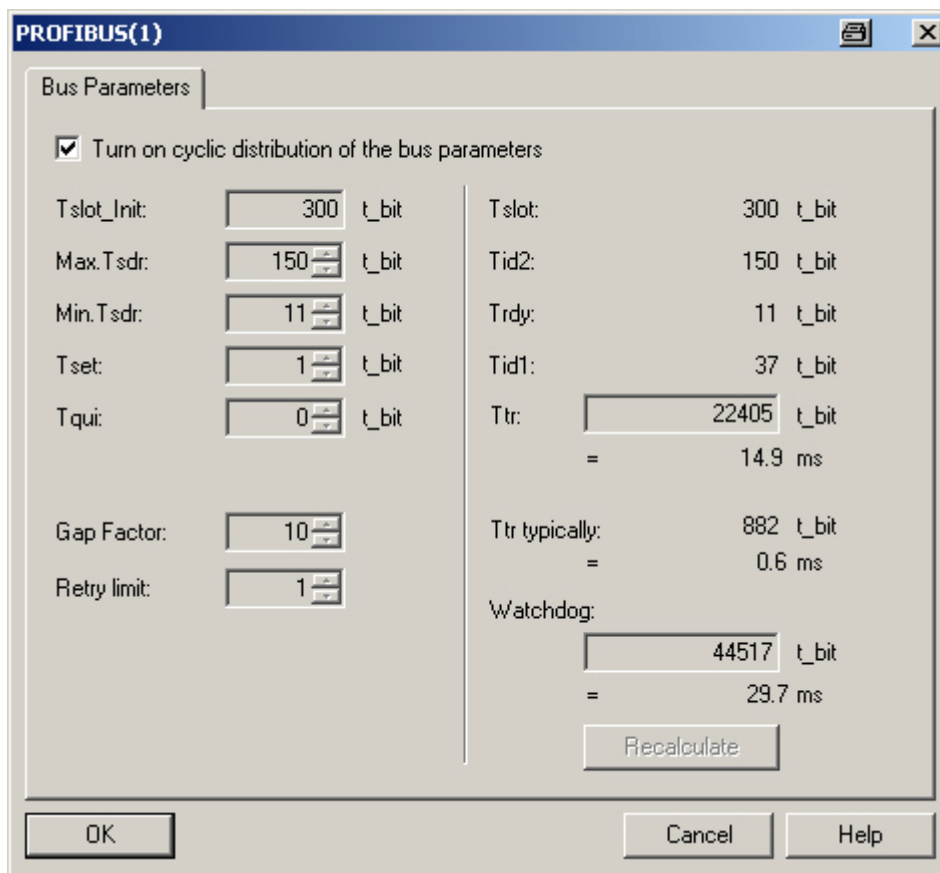 PROFIBUS(1)
Bus Parameters
Turn on cyclic distribution of the bus parameters
Tslot_Init: 300 t_bit
Max.Tsdr: 150 t_bit
Min.Tsdr: 11 t_bit
Tset: 1 t_bit
Tqui: 0 t_bit
Gap Factor: 10
Retry limit: 1
Tslot: 300 t_bit
Tid2: 150 t_bit
Trdy: 11 t_bit
Tid1: 37 t_bit
Ttr: 22405 t_bit
= 14.9 ms
Ttr typically: 882 t_bit
= 0.6 ms
Watchdog:
44517 t_bit
= 29.7 ms
Recalculate
OK Cancel Help